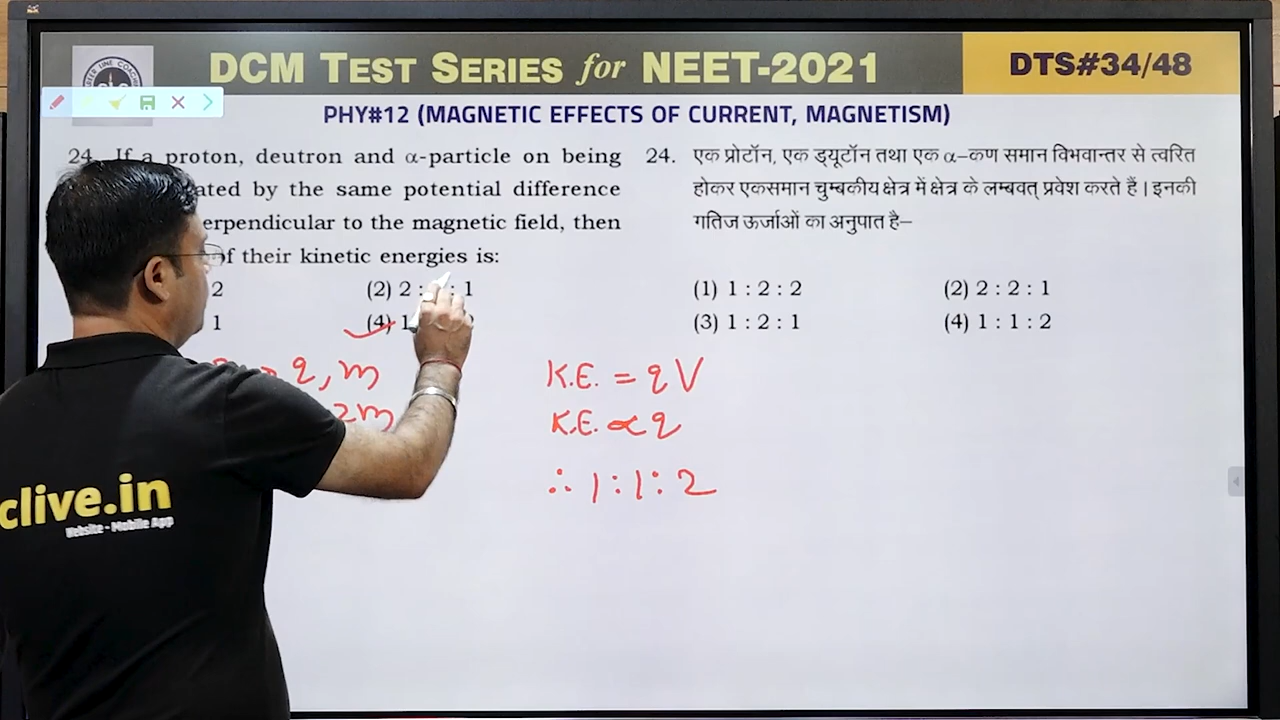 DCM TEST SERIES for NEET-2021
DTS#34/48
PHY#12 (MAGNETIC EFFECTS OF CURRENT, MAGNETISM)
24. If a proton, deutron and α-particle on being
ated by the same potential difference
erpendicular to the magnetic field, then
of their kinetic energies is:
2
(2) 2 : : 1
1
(4) 1
24. एक प्रोटॉन, एक ड्यूटॉन तथा एक α–कण समान विभवान्तर से त्वरित
होकर एकसमान चुम्बकीय क्षेत्र में क्षेत्र के लम्बवत् प्रवेश करते हैं। इनकी
गतिज ऊर्जाओं का अनुपात है–
(1) 1 : 2 : 2
(2) 2 : 2 : 1
(3) 1 : 2 : 1
(4) 1 : 1 : 2
q, m
2m
K.E. = qV
K.E. ∝ q
∴ 1 : 1 : 2
clive.in
Website - Mobile App